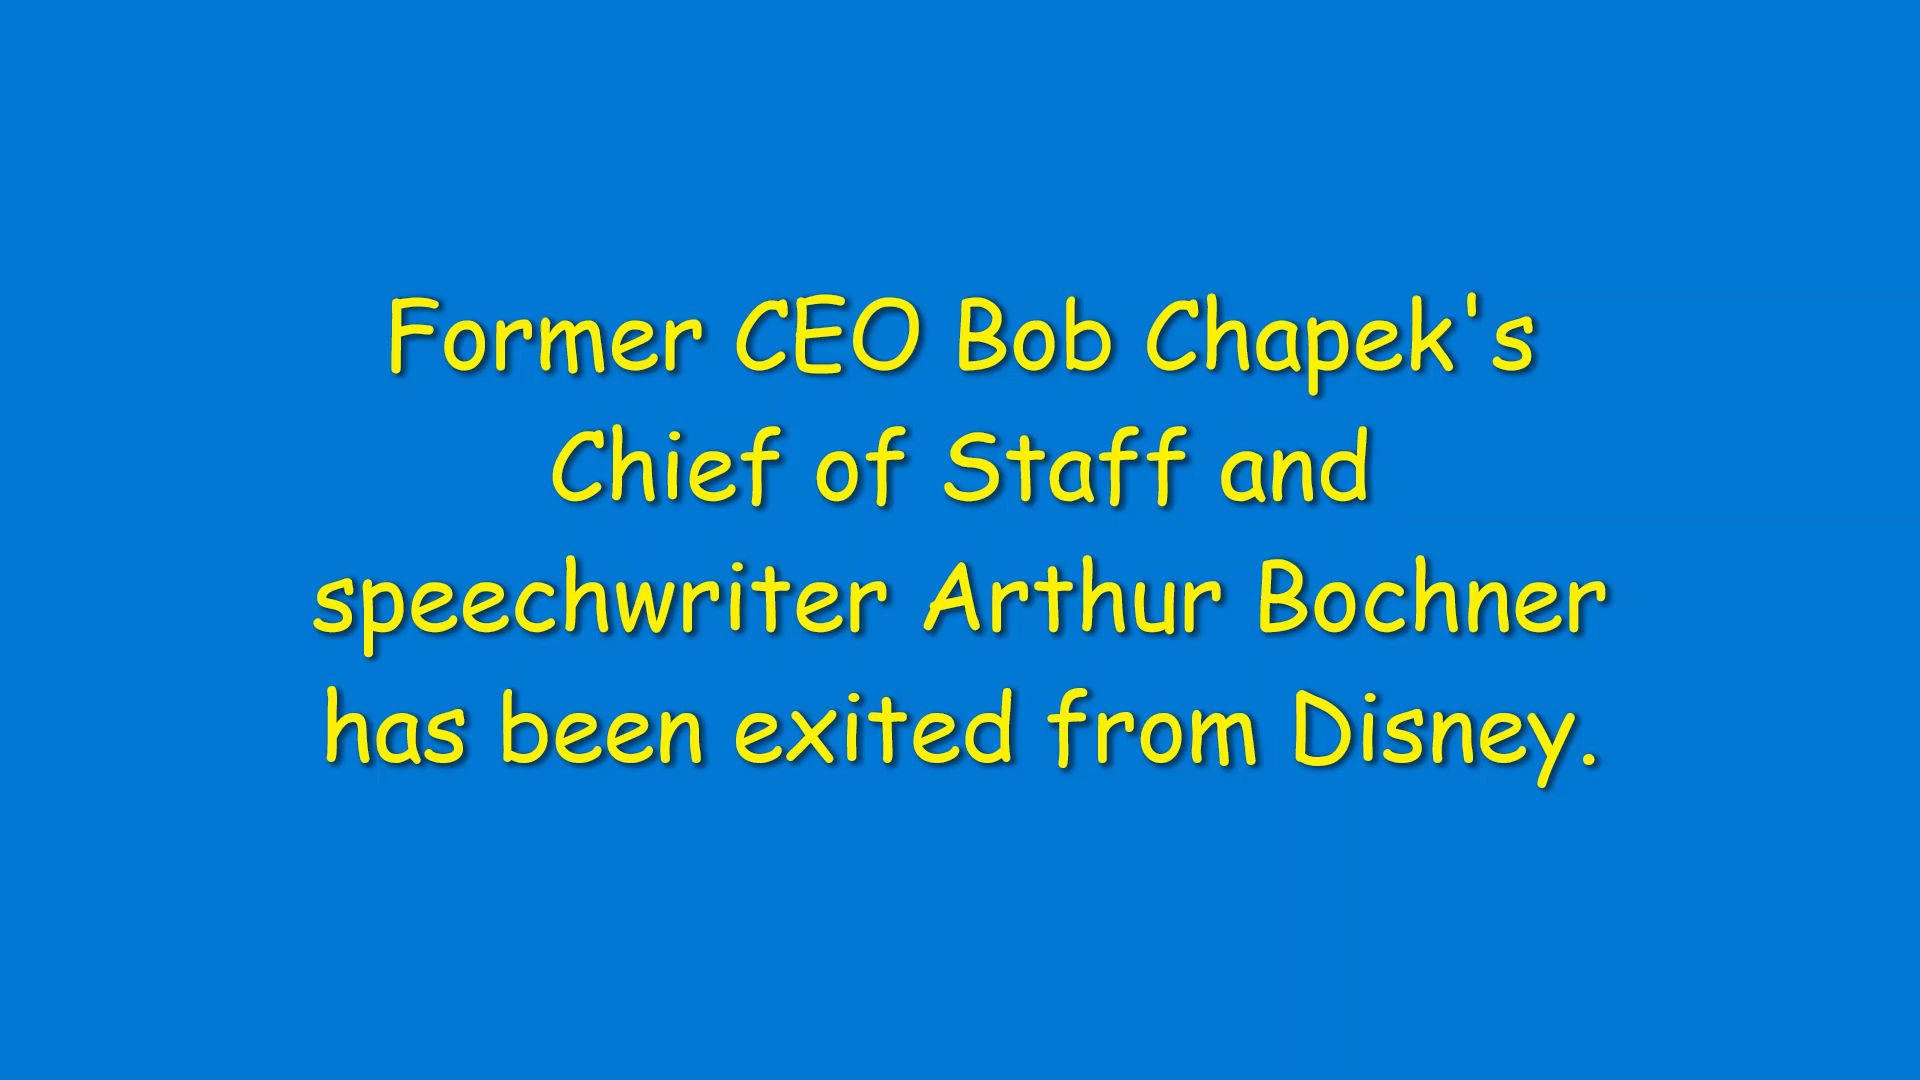 Former CEO Bob Chapek's
Chief of Staff and
speechwriter Arthur Bochner
has been exited from Disney.